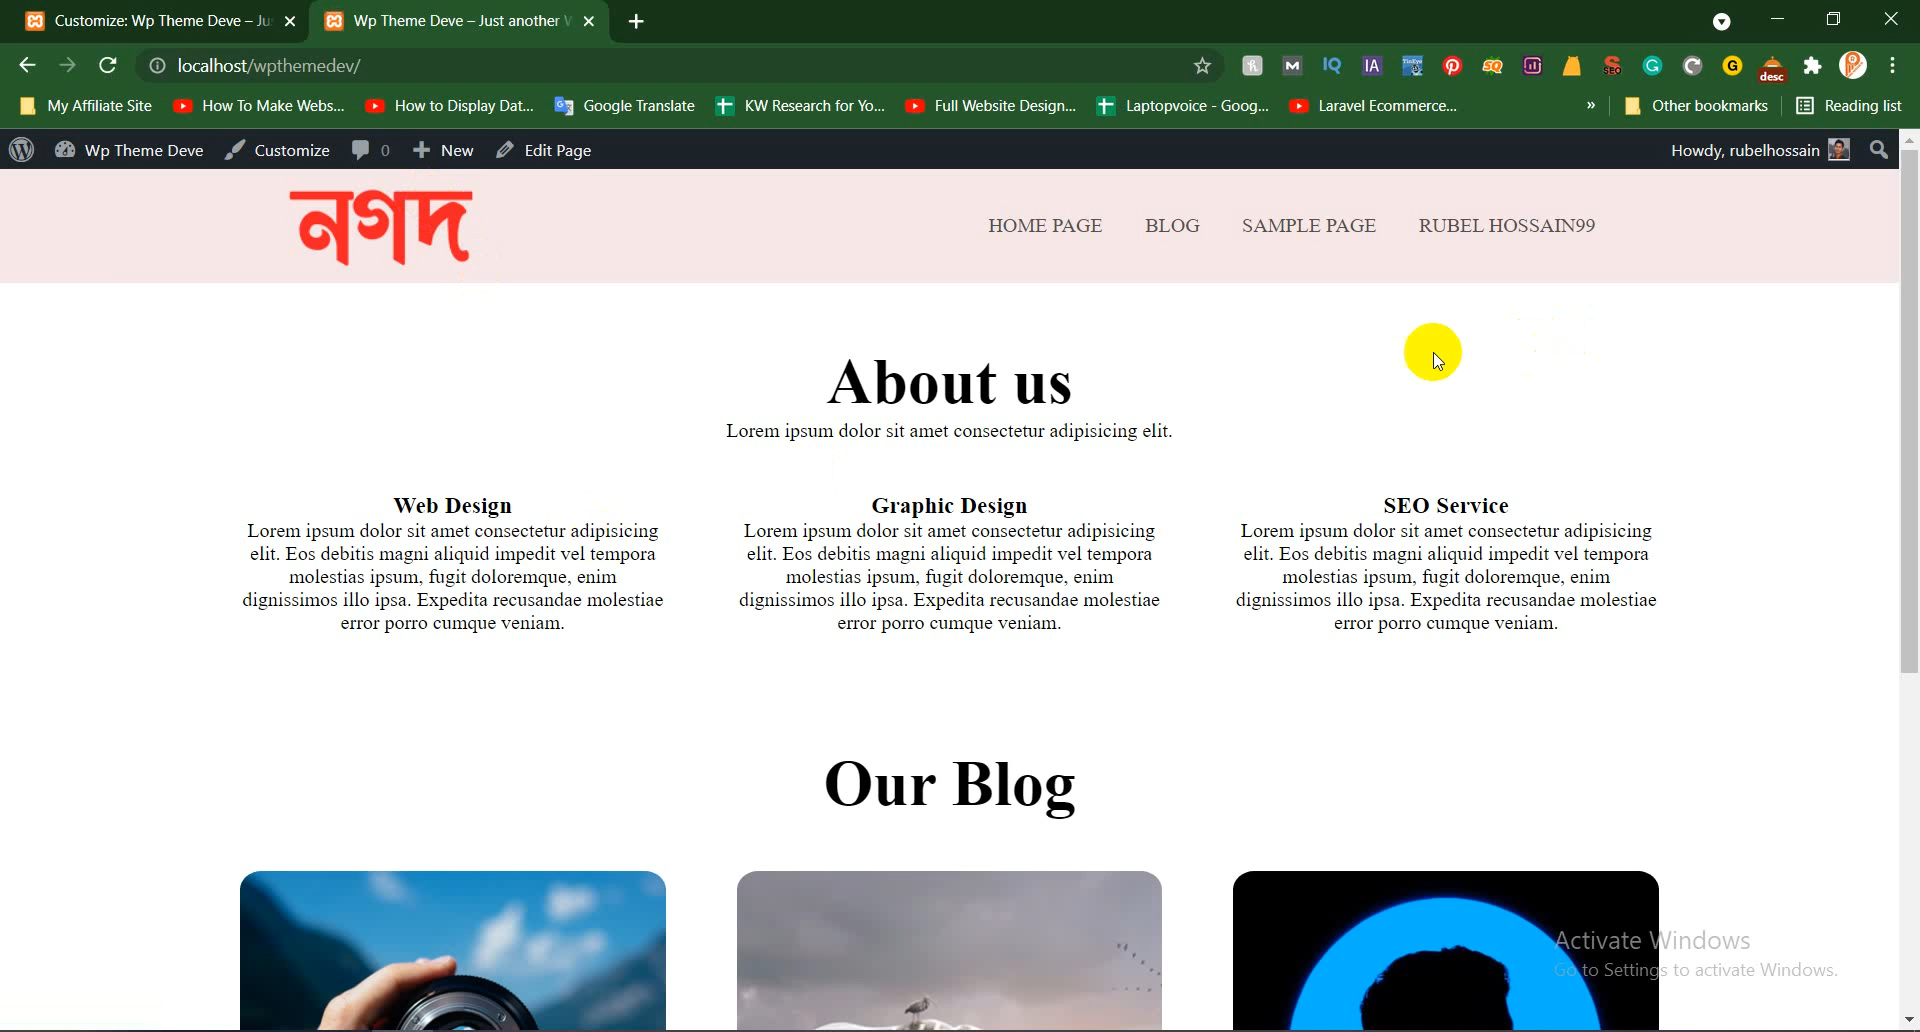 Customize: Wp Theme Deve – Ju
Wp Theme Deve – Just another W
localhost/wpthemedev/
desc
My Affiliate Site
How To Make Webs...
How to Display Dat...
Google Translate
KW Research for Yo...
Full Website Design...
Laptopvoice - Goog...
Laravel Ecommerce...
»
Other bookmarks
Reading list
Wp Theme Deve
Customize
0
New
Edit Page
Howdy, rubelhossain
নগদ
HOME PAGE
BLOG
SAMPLE PAGE
RUBEL HOSSAIN99
About us
Lorem ipsum dolor sit amet consectetur adipisicing elit.
Web Design
Lorem ipsum dolor sit amet consectetur adipisicing
elit. Eos debitis magni aliquid impedit vel tempora
molestias ipsum, fugit doloremque, enim
dignissimos illo ipsa. Expedita recusandae molestiae
error porro cumque veniam.
Graphic Design
Lorem ipsum dolor sit amet consectetur adipisicing
elit. Eos debitis magni aliquid impedit vel tempora
molestias ipsum, fugit doloremque, enim
dignissimos illo ipsa. Expedita recusandae molestiae
error porro cumque veniam.
SEO Service
Lorem ipsum dolor sit amet consectetur adipisicing
elit. Eos debitis magni aliquid impedit vel tempora
molestias ipsum, fugit doloremque, enim
dignissimos illo ipsa. Expedita recusandae molestiae
error porro cumque veniam.
Our Blog
Activate Windows
Go to Settings to activate Windows.